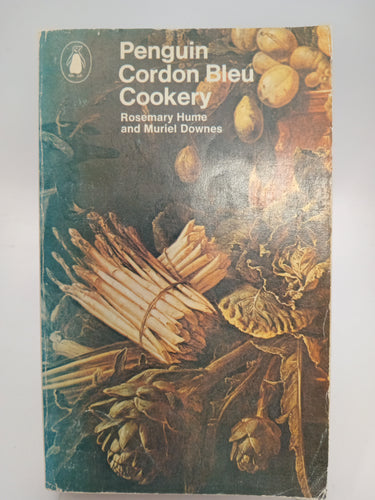 Penguin
Cordon Bleu
Cookery
Rosemary Hume
and Muriel Downes